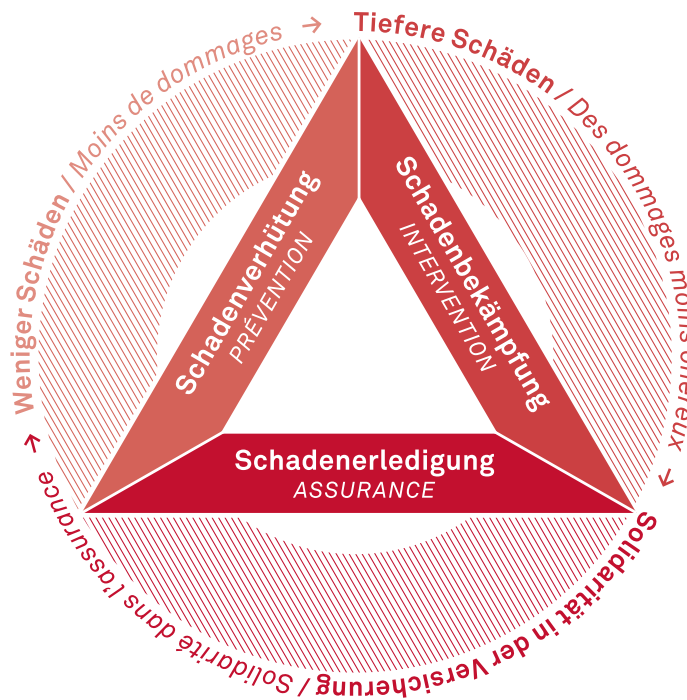 Weniger Schäden / Moins de dommages →
Tiefere Schäden / Des dommages moins onéreux →
Solidarität in der Versicherung / Solidarité dans l'assurance →
Schadenverhütung
PRÉVENTION
Schadenbekämpfung
INTERVENTION
Schadenerledigung
ASSURANCE